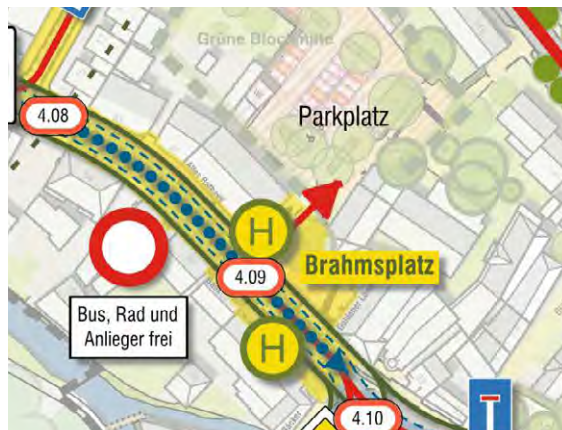 Grüne Blockmitte
Parkplatz
4.08
H
4.09
Brahmsplatz
Bus, Rad und
Anlieger frei
H
4.10